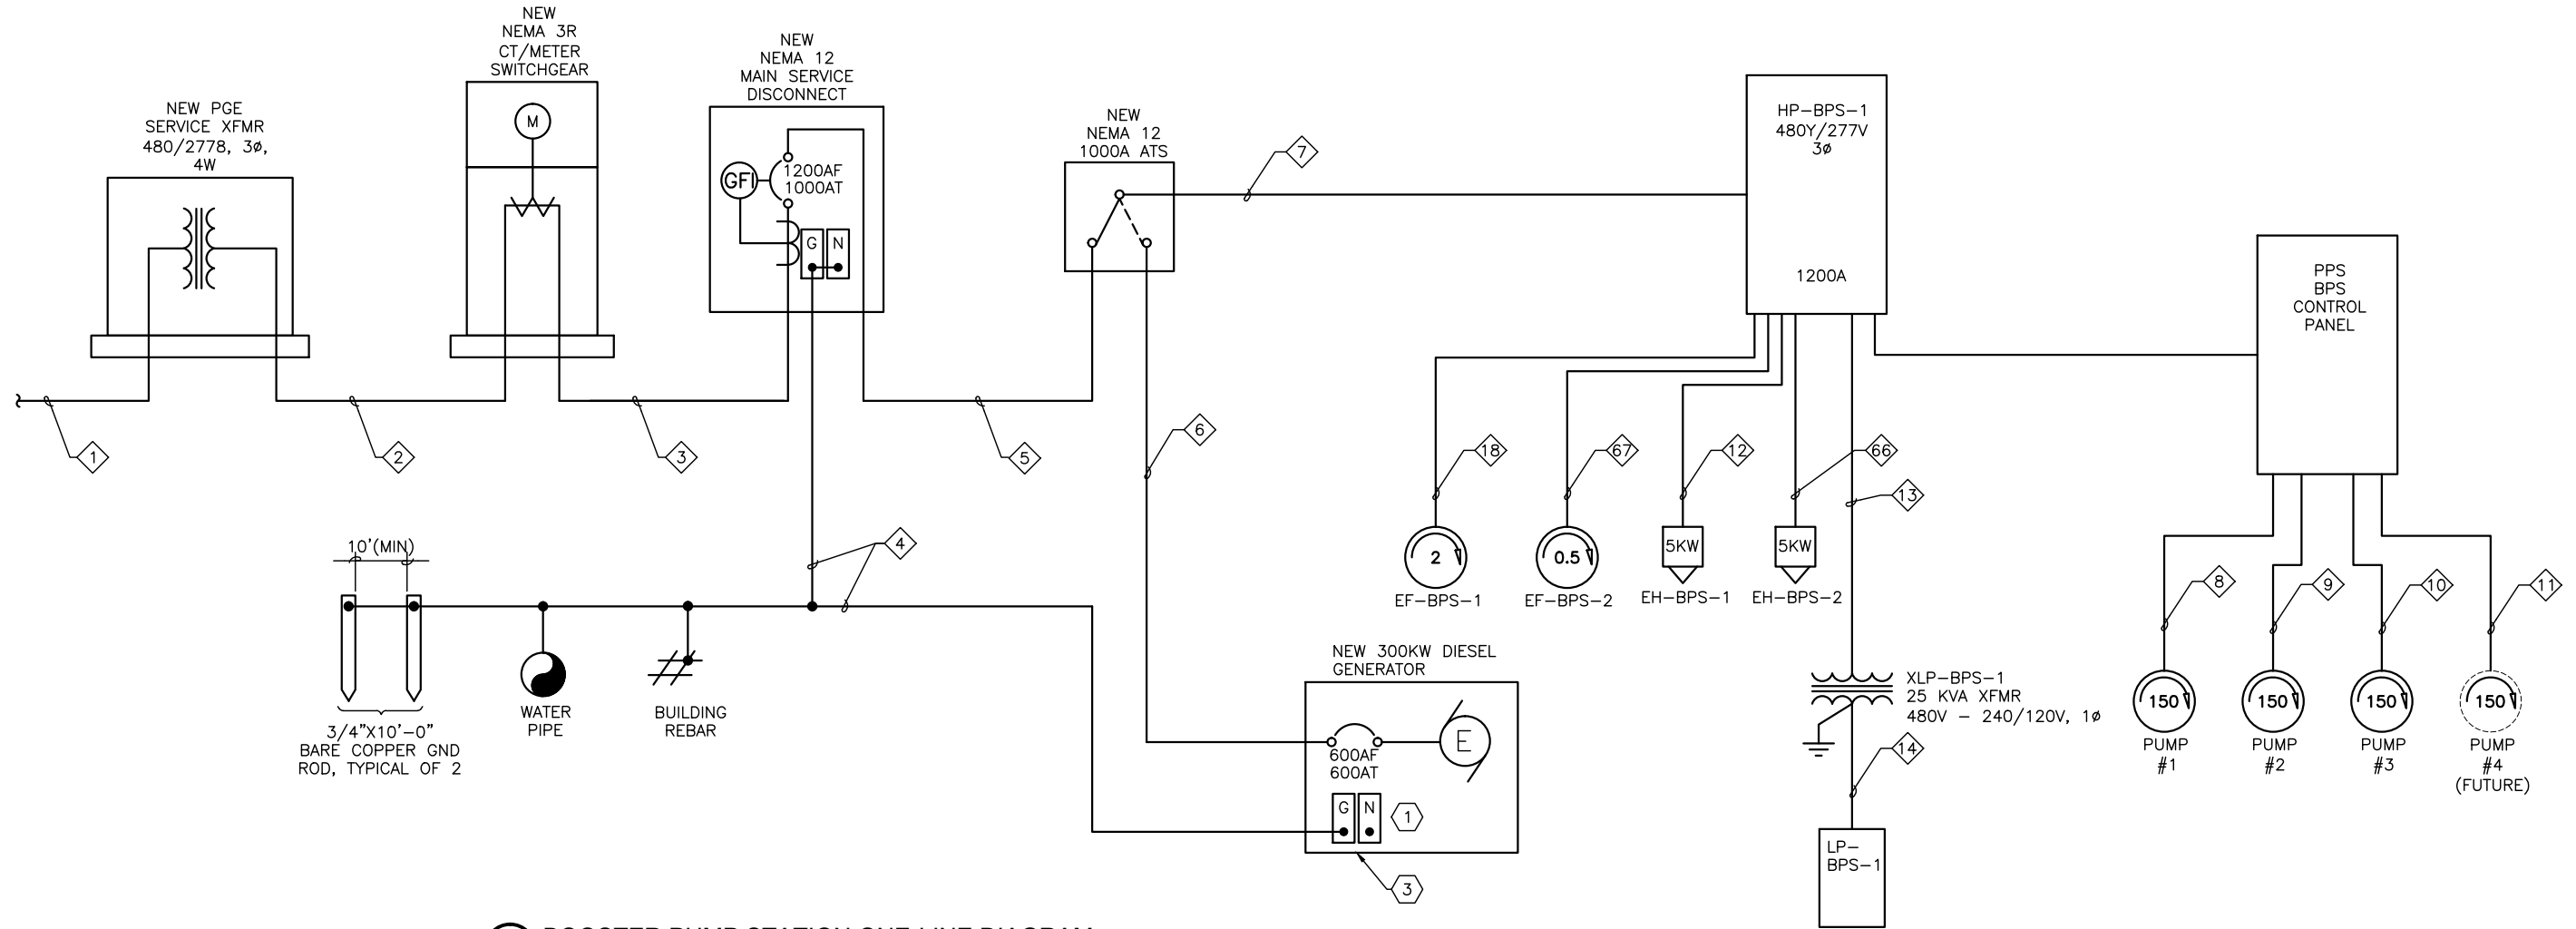 NEW PGE
SERVICE XFMR
480/2778, 3ø,
4W
NEW
NEMA 3R
CT/METER
SWITCHGEAR
M
NEW
NEMA 12
MAIN SERVICE
DISCONNECT
GFI
1200AF
1000AT
G
N
NEW
NEMA 12
1000A ATS
7
HP-BPS-1
480Y/277V
3ø
1200A
PPS
BPS
CONTROL
PANEL
1
2
3
5
6
18
67
12
66
13
4
10'(MIN)
3/4"X10'-0"
BARE COPPER GND
ROD, TYPICAL OF 2
WATER
PIPE
BUILDING
REBAR
2
EF-BPS-1
0.5
EF-BPS-2
5KW
EH-BPS-1
5KW
EH-BPS-2
8
9
10
11
NEW 300KW DIESEL
GENERATOR
600AF
600AT
E
G
N
1
3
XLP-BPS-1
25 KVA XFMR
480V - 240/120V, 1ø
14
LP-
BPS-1
150
PUMP
#1
150
PUMP
#2
150
PUMP
#3
150
PUMP
#4
(FUTURE)
BOOSTER PUMP STATION ONE-LINE DIAGRAM